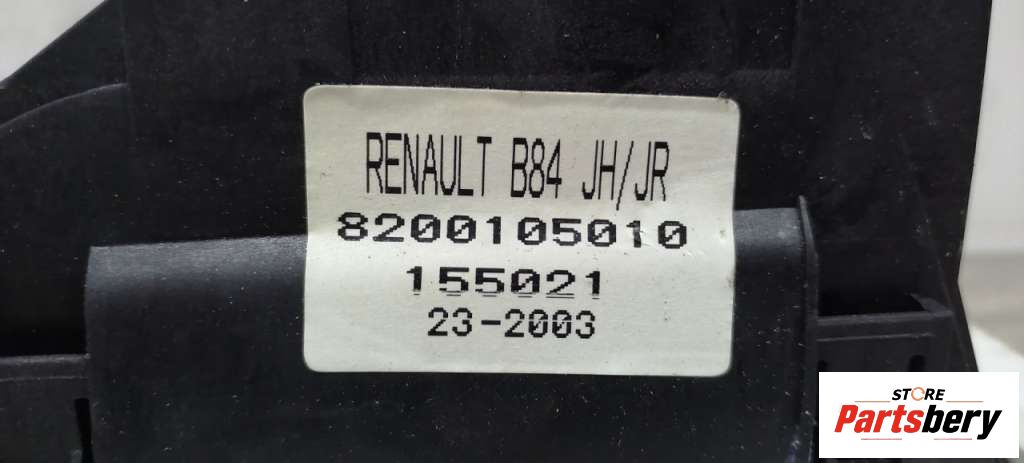 RENAULT B84 JH/JR
8200105010
155021
23-2003
STORE
Partsbery